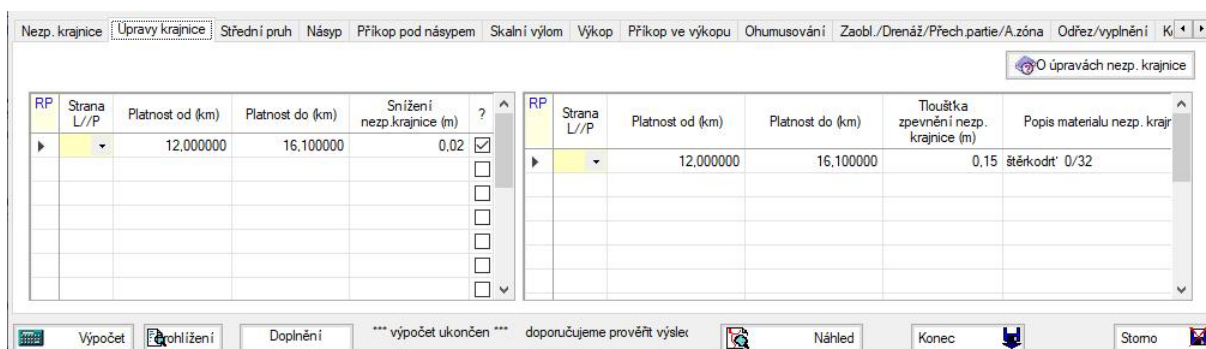 Nezp. krajnice Úpravy krajnice Střední pruh Násyp Příkop pod násypem Skalní výlom Výkop Příkop ve výkopu Ohumusování Zaobl./Drenáž/Přech.partie/A.zóna Odřez/vyplnění
O úpravách nezp. krajnice
RP Strana L//P Platnost od (km) Platnost do (km) Snížení nezp.krajnice (m) ?
12,000000 16,100000 0,02
RP Strana L//P Platnost od (km) Platnost do (km) Tloušťka zpevnění nezp. krajnice (m) Popis materialu nezp. krajr
12,000000 16,100000 0,15 štěrkodrť 0/32
Výpočet Prohlížení Doplnění *** výpočet ukončen *** doporučujeme prověřit výsled Náhled Konec Storno